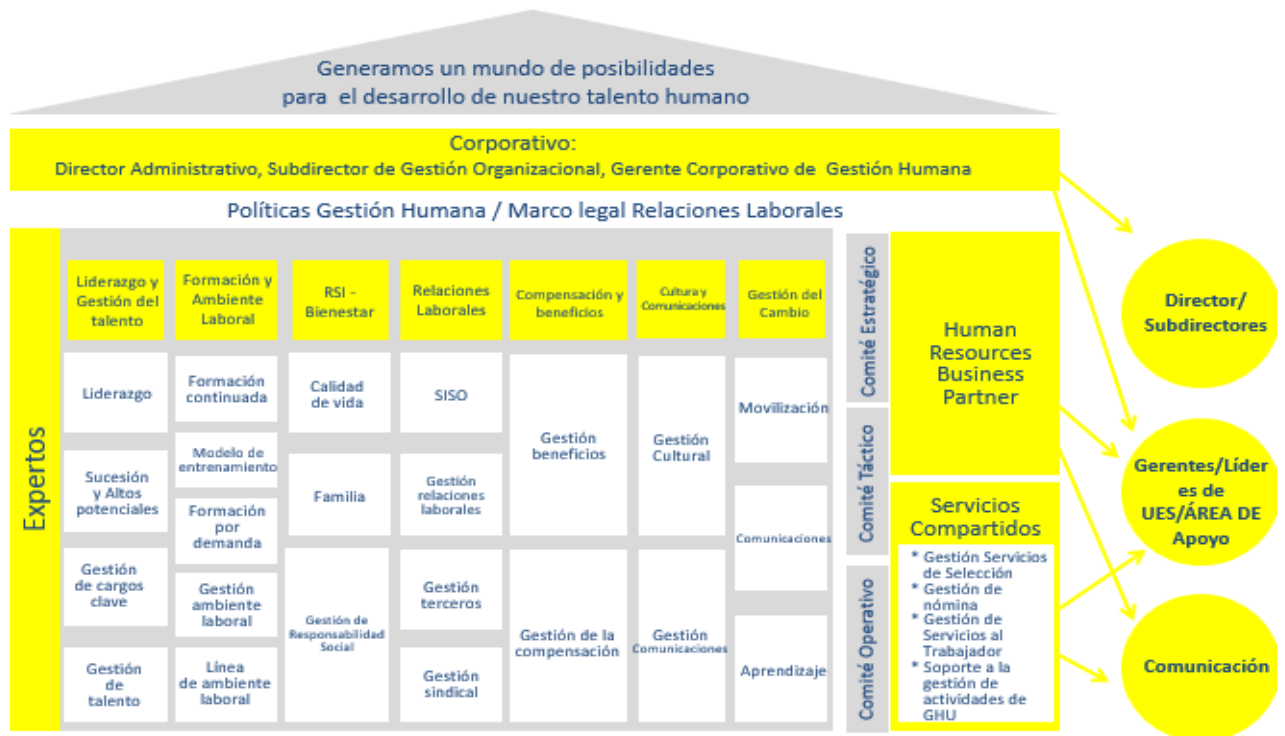 Generamos un mundo de posibilidades
para el desarrollo de nuestro talento humano
Corporativo:
Director Administrativo, Subdirector de Gestión Organizacional, Gerente Corporativo de Gestión Humana
Políticas Gestión Humana / Marco legal Relaciones Laborales
Expertos
Liderazgo y
Gestión del
talento
Liderazgo
Sucesión
y Altos
potenciales
Gestión
de cargos
clave
Gestión
de
talento
Formación y
Ambiente
Laboral
Formación
continuada
Modelo de
entrenamiento
Formación
por
demanda
Gestión
ambiente
laboral
Línea
de ambiente
laboral
RSI -
Bienestar
Calidad
de vida
Familia
Gestión de
Responsabilidad
Social
Relaciones
Laborales
SISO
Gestión
relaciones
laborales
Gestión
terceros
Gestión
sindical
Compensación y
beneficios
Gestión
beneficios
Gestión de la
compensación
Cultura y
Comunicaciones
Gestión
Cultural
Gestión
Comunicaciones
Gestión del
Cambio
Movilización
Comunicaciones
Aprendizaje
Comité Estratégico
Comité Táctico
Comité Operativo
Human
Resources
Business
Partner
Servicios
Compartidos
* Gestión Servicios
de Selección
* Gestión de
nómina
* Gestión de
Servicios al
Trabajador
* Soporte a la
gestión de
actividades de
GHU
Director/
Subdirectores
Gerentes/Líder
es de
UES/ÁREA DE
Apoyo
Comunicación